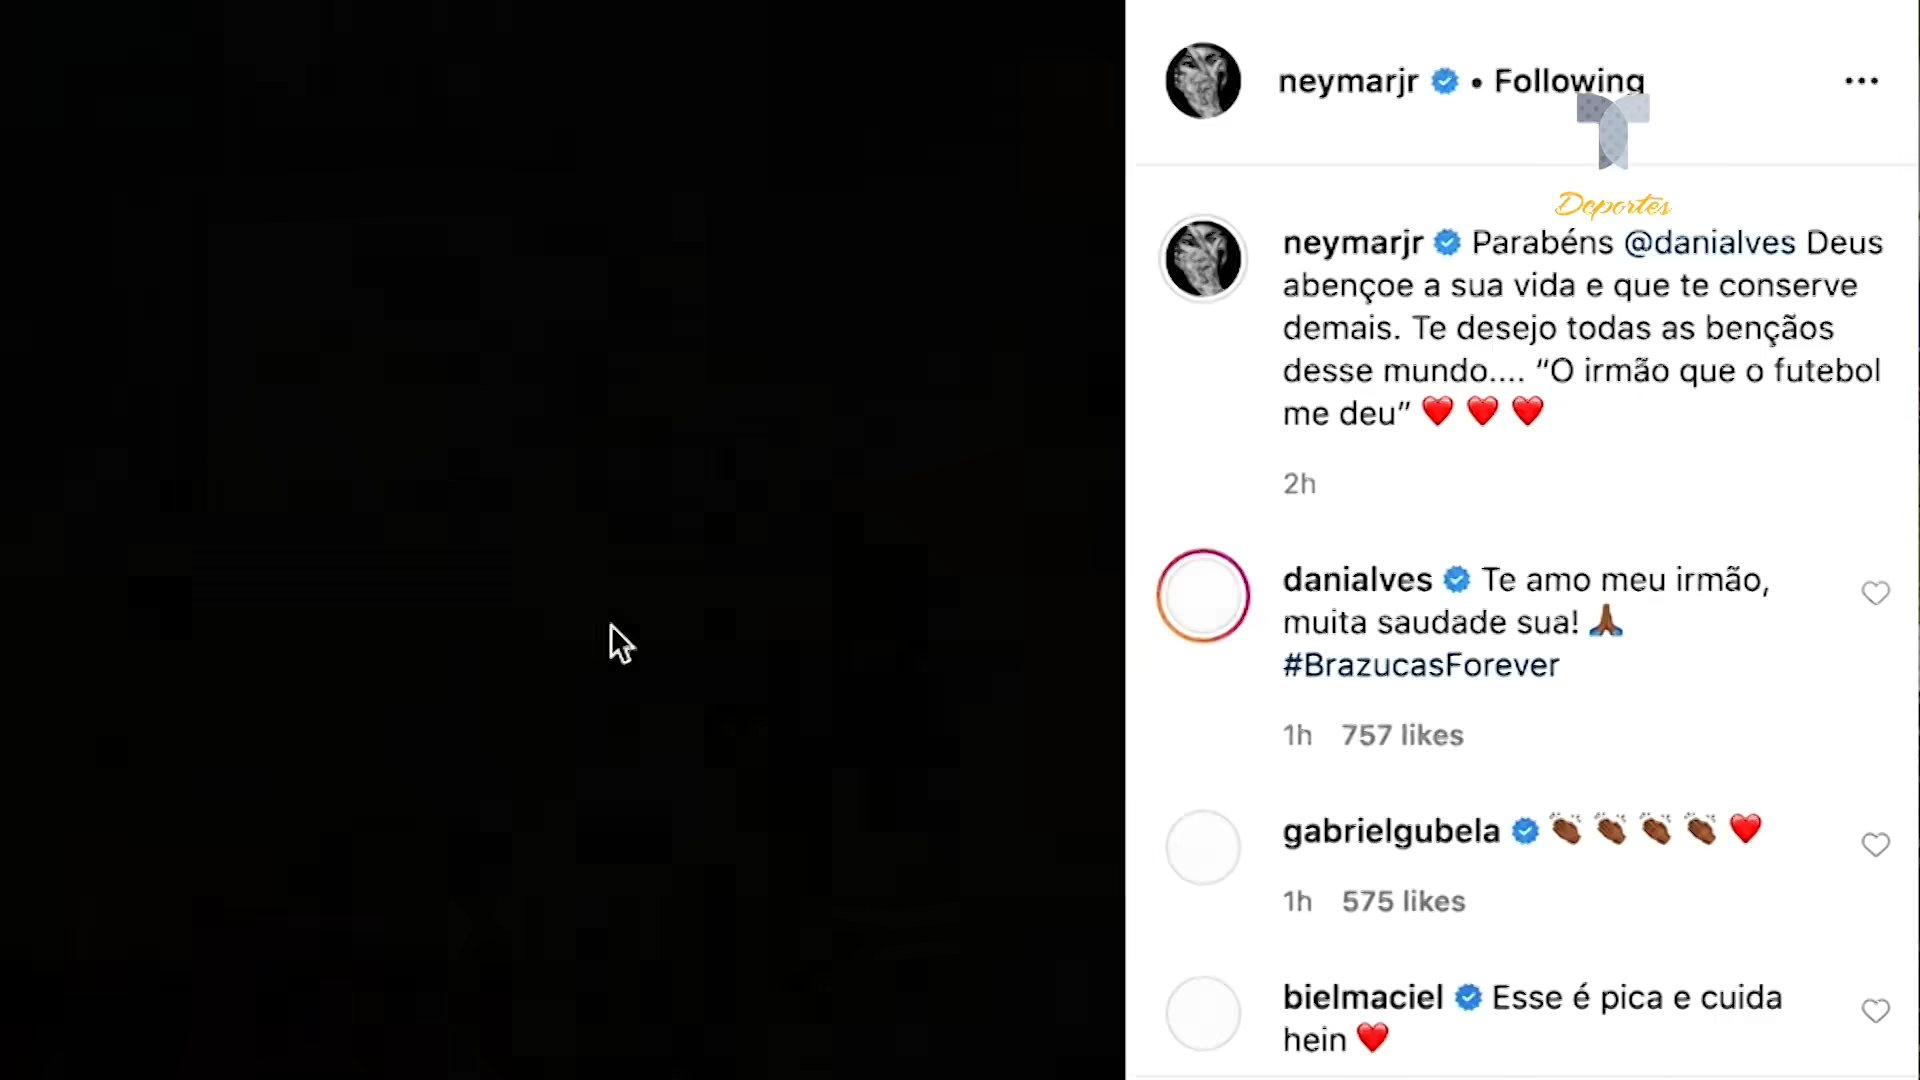 neymarjr • Following
Deportes
neymarjr Parabéns @danialves Deus
abençoe a sua vida e que te conserve
demais. Te desejo todas as bençãos
desse mundo.... “O irmão que o futebol
me deu” ❤️ ❤️ ❤️
2h
danialves Te amo meu irmão,
muita saudade sua! 🙏🏾
#BrazucasForever
1h 757 likes
gabrielgubela 👏🏾 👏🏾 👏🏾 👏🏾 ❤️
1h 575 likes
bielmaciel Esse é pica e cuida
hein ❤️